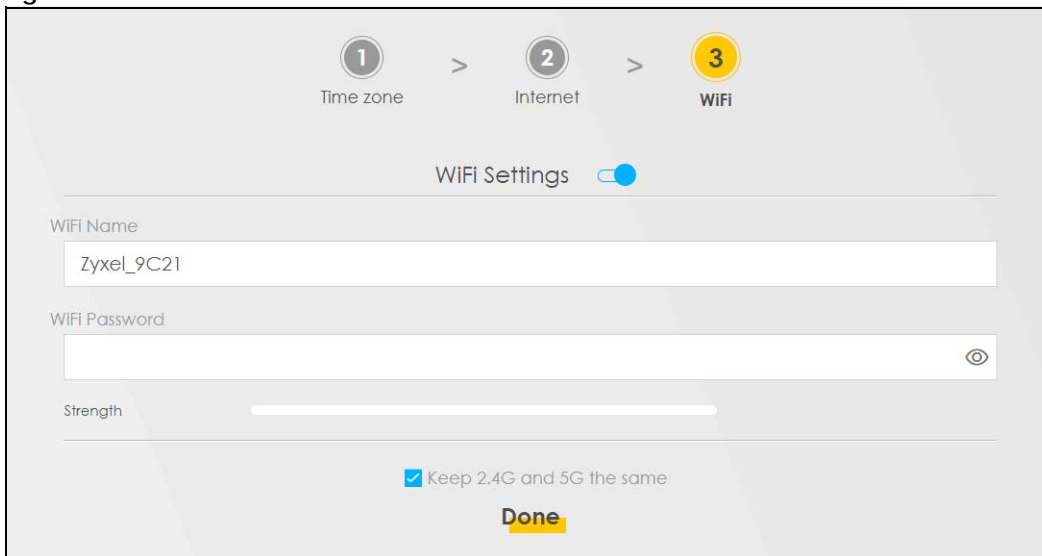 1 > 2 > 3
Time zone Internet WiFi
WiFi Settings
WiFi Name
Zyxel_9C21
WiFi Password
Strength
Keep 2.4G and 5G the same
Done